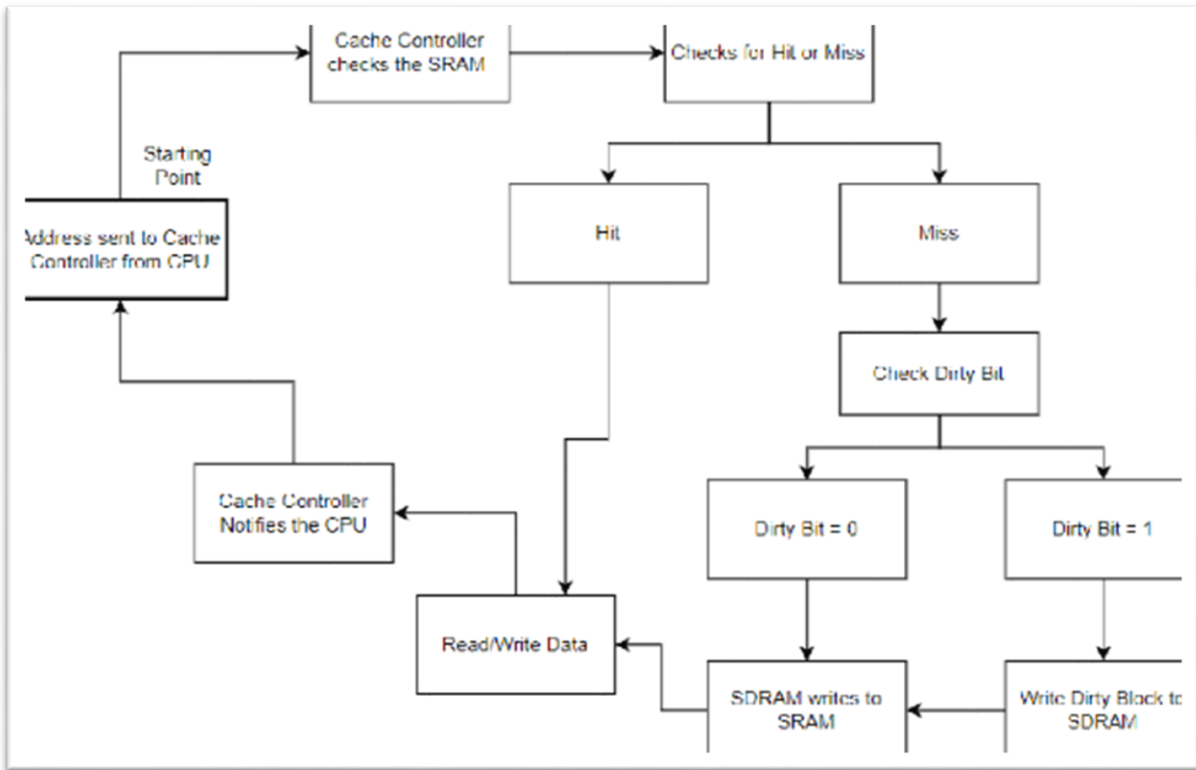 Cache Controller
checks the SRAM
Checks for Hit or Miss
Starting
Point
Address sent to Cache
Controller from CPU
Hit
Miss
Check Dirty Bit
Cache Controller
Notifies the CPU
Dirty Bit = 0
Dirty Bit = 1
Read/Write Data
SDRAM writes to
SRAM
Write Dirty Block to
SDRAM